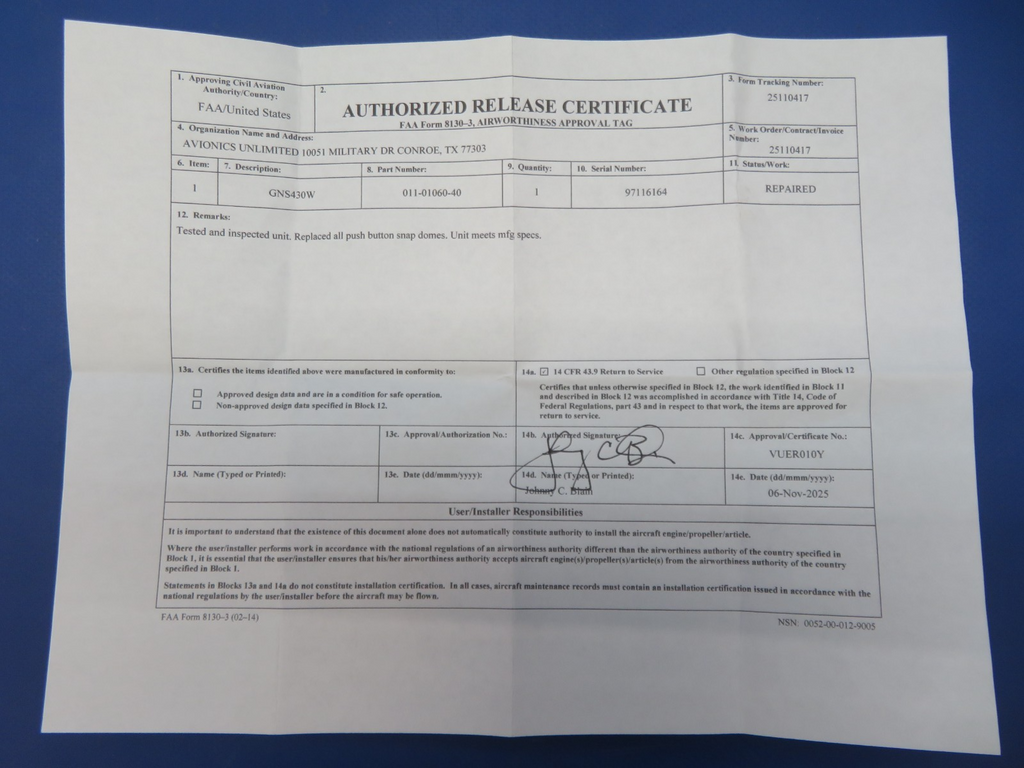 1. Approving Civil Aviation
Authority/Country:
FAA/United States
2.
AUTHORIZED RELEASE CERTIFICATE
FAA Form 8130–3, AIRWORTHINESS APPROVAL TAG
3. Form Tracking Number:
25110417
4. Organization Name and Address:
AVIONICS UNLIMITED 10051 MILITARY DR CONROE, TX 77303
5. Work Order/Contract/Invoice
Number:
25110417
6. Item: 7. Description: 8. Part Number: 9. Quantity: 10. Serial Number: 11. Status/Work:
1 GNS430W 011-01060-40 1 97116164 REPAIRED
12. Remarks:
Tested and inspected unit. Replaced all push button snap domes. Unit meets mfg specs.
13a. Certifies the items identified above were manufactured in conformity to:
Approved design data and are in a condition for safe operation.
Non-approved design data specified in Block 12.
14a. 14 CFR 43.9 Return to Service Other regulation specified in Block 12
Certifies that unless otherwise specified in Block 12, the work identified in Block 11
and described in Block 12 was accomplished in accordance with Title 14, Code of
Federal Regulations, part 43 and in respect to that work, the items are approved for
return to service.
13b. Authorized Signature: 13c. Approval/Authorization No.: 14b. Authorized Signature: 14c. Approval/Certificate No.:
VUER010Y
13d. Name (Typed or Printed): 13e. Date (dd/mmm/yyyy): 14d. Name (Typed or Printed): 14e. Date (dd/mmm/yyyy):
Johnny C. Blair 06-Nov-2025
User/Installer Responsibilities
It is important to understand that the existence of this document alone does not automatically constitute authority to install the aircraft engine/propeller/article.
Where the user/installer performs work in accordance with the national regulations of an airworthiness authority different than the airworthiness authority of the country specified in
Block 1, it is essential that the user/installer ensures that his/her airworthiness authority accepts aircraft engine(s)/propeller(s)/article(s) from the airworthiness authority of the country
specified in Block 1.
Statements in Blocks 13a and 14a do not constitute installation certification. In all cases, aircraft maintenance records must contain an installation certification issued in accordance with the
national regulations by the user/installer before the aircraft may be flown.
FAA Form 8130–3 (02–14)
NSN: 0052-00-012-9005